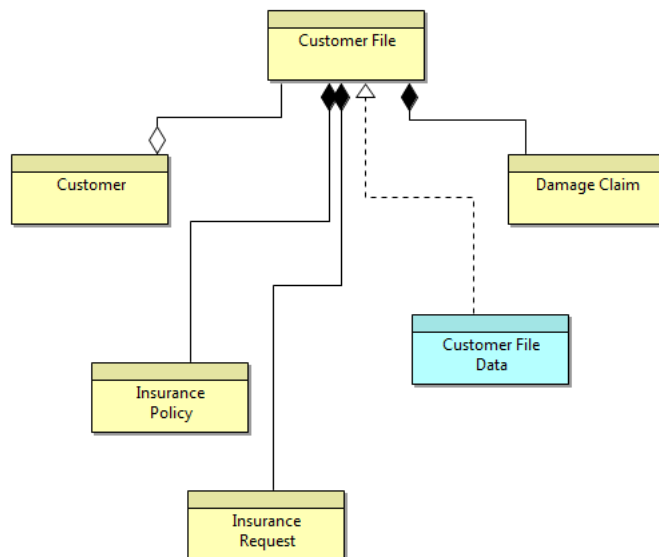 Customer File
Customer
Damage Claim
Customer File
Data
Insurance
Policy
Insurance
Request